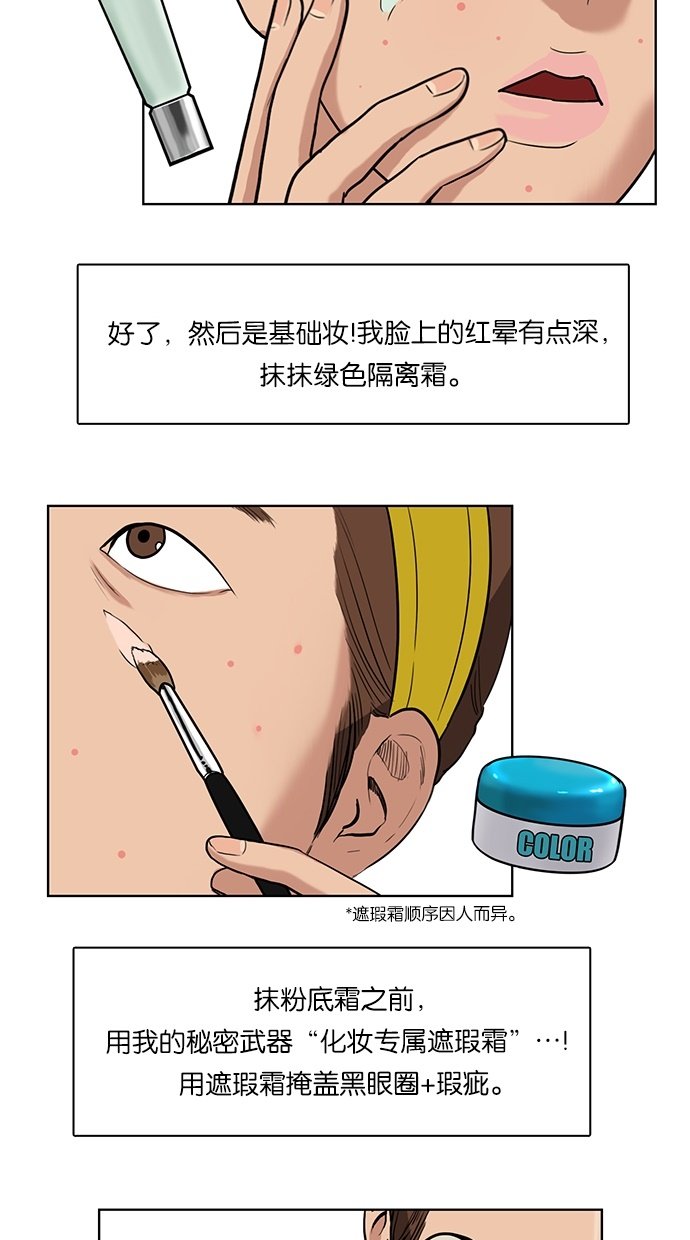 好了，然后是基础妆!我脸上的红晕有点深，
抹抹绿色隔离霜。
COLOR
*遮瑕霜顺序因人而异。
抹粉底霜之前，
用我的秘密武器“化妆专属遮瑕霜”…!
用遮瑕霜掩盖黑眼圈+瑕疵。